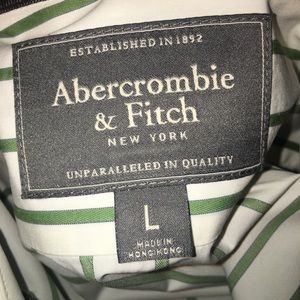 ESTABLISHED IN 1892
Abercrombie
& Fitch
NEW YORK
UNPARALLELED IN QUALITY
L
MADE IN
HONG KONG